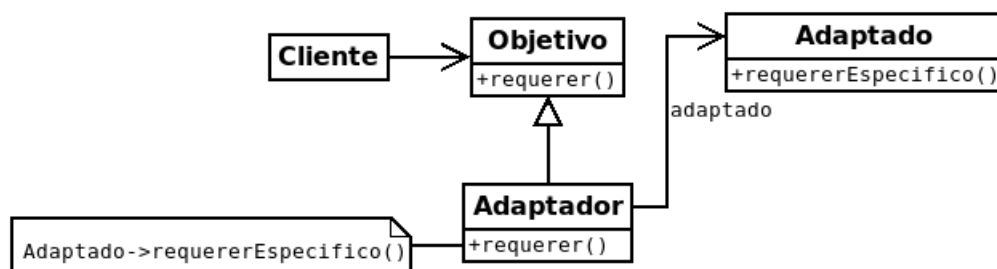 Cliente
Objetivo
+requerer()
Adaptado
+requererEspecifico()
adaptado
Adaptador
+requerer()
Adaptado->requererEspecifico()